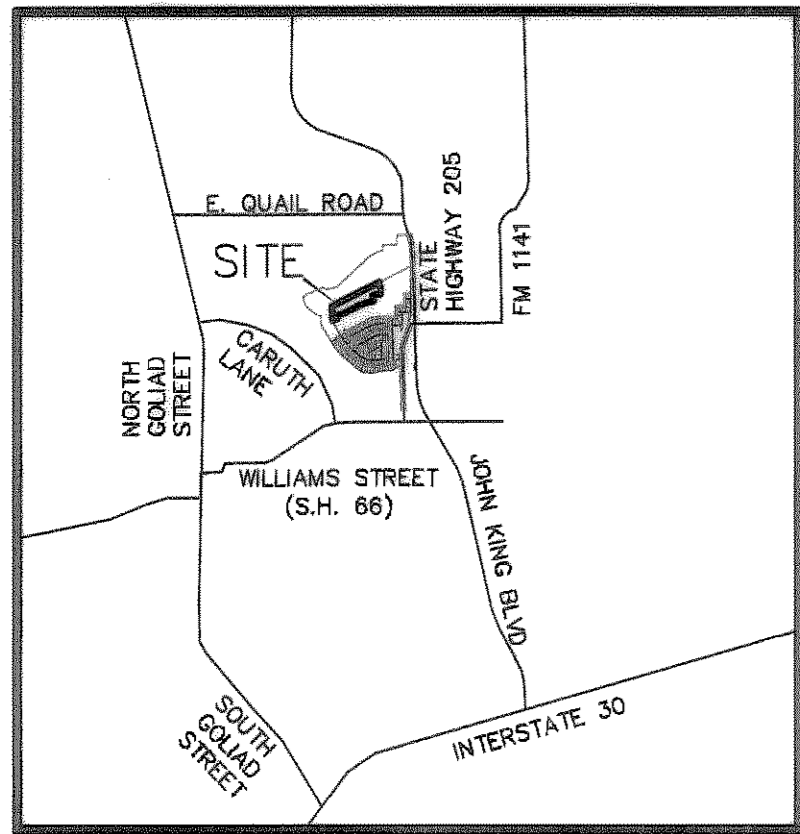 E. QUAIL ROAD
SITE
STATE
HIGHWAY 205
FM 1141
CARUTH
LANE
NORTH
GOLIAD
STREET
WILLIAMS STREET
(S.H. 66)
JOHN KING BLVD
SOUTH
GOLIAD
STREET
INTERSTATE 30